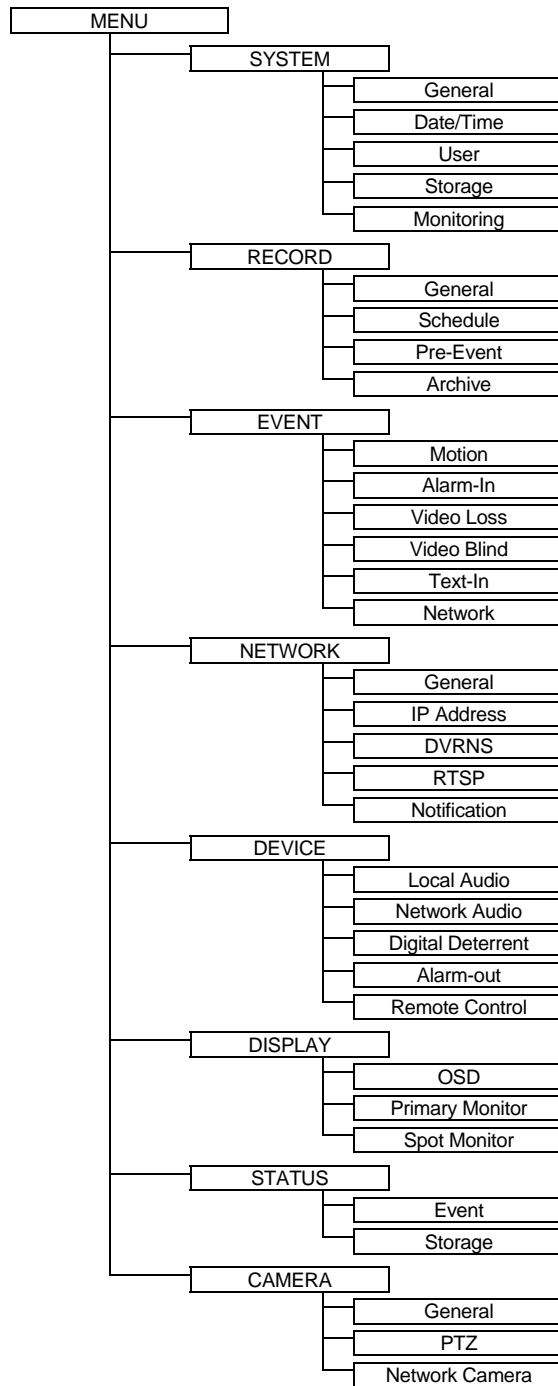 MENU
SYSTEM
General
Date/Time
User
Storage
Monitoring
RECORD
General
Schedule
Pre-Event
Archive
EVENT
Motion
Alarm-In
Video Loss
Video Blind
Text-In
Network
NETWORK
General
IP Address
DVRNS
RTSP
Notification
DEVICE
Local Audio
Network Audio
Digital Deterrent
Alarm-out
Remote Control
DISPLAY
OSD
Primary Monitor
Spot Monitor
STATUS
Event
Storage
CAMERA
General
PTZ
Network Camera